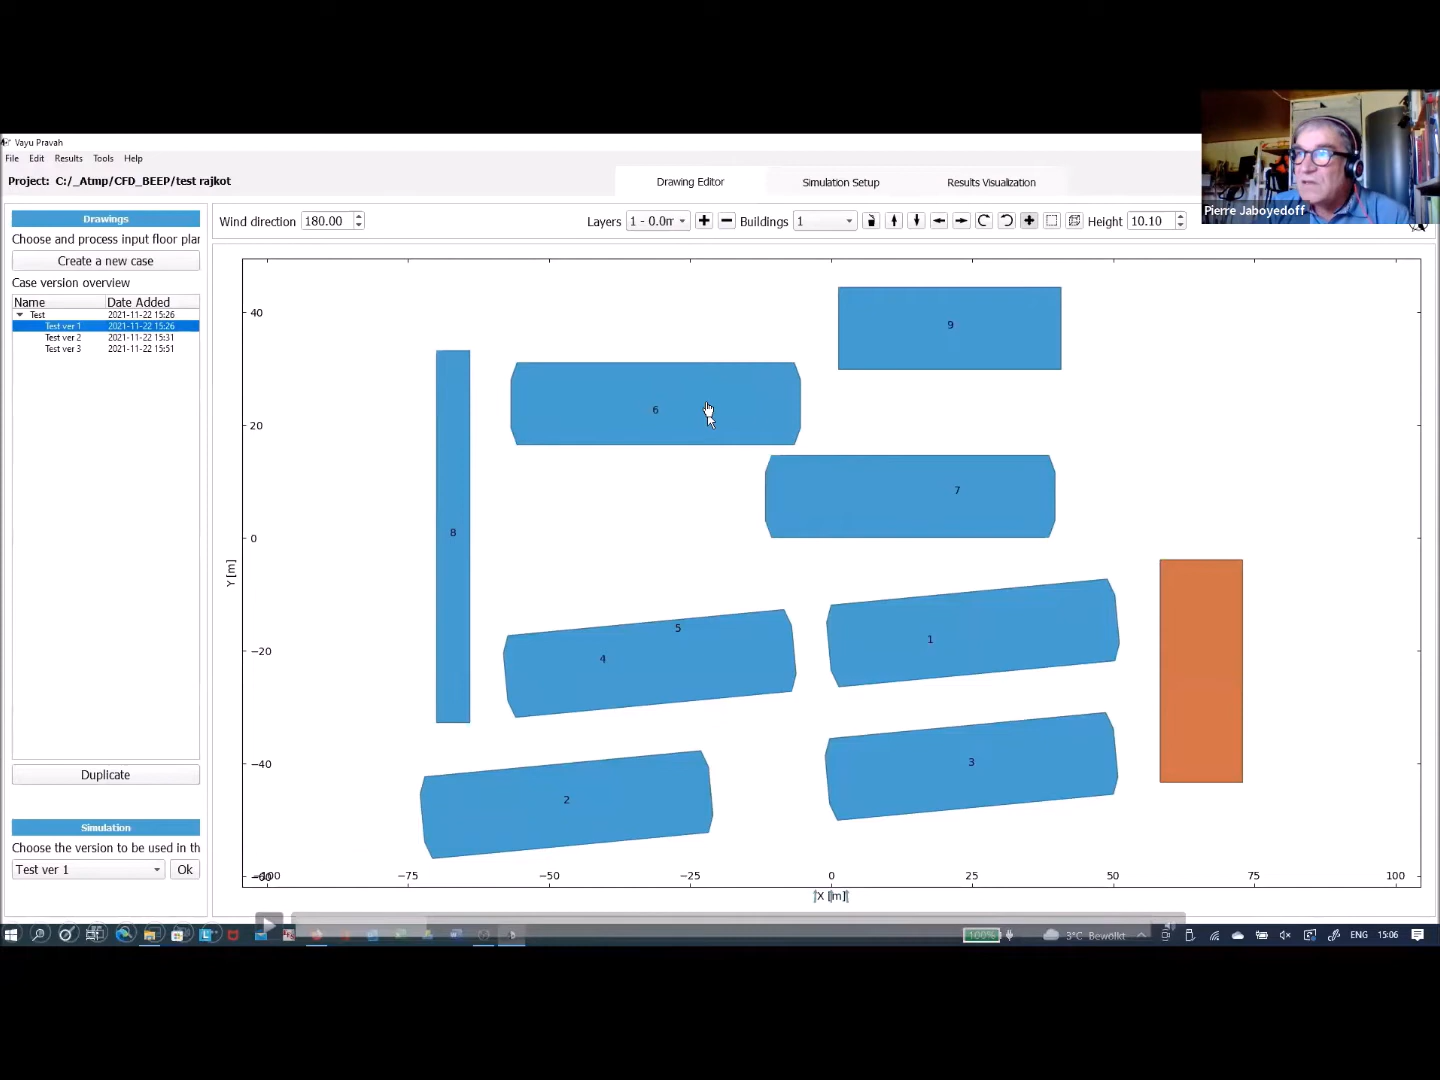 Vayu Pravah
File Edit Results Tools Help
Project: C:/_Atmp/CFD_BEEP/test rajkot
Drawing Editor
Simulation Setup
Results Visualization
Pierre Jaboyedoff
Drawings
Choose and process input floor plar
Create a new case
Case version overview
Name Date Added
Test 2021-11-22 15:26
Test ver 1 2021-11-22 15:26
Test ver 2 2021-11-22 15:31
Test ver 3 2021-11-22 15:51
Duplicate
Simulation
Choose the version to be used in th
Test ver 1 Ok
Wind direction 180.00
Layers 1 - 0.0m
Buildings 1
Height 10.10
40
20
0
−20
−40
−60
Y [m]
9
6
7
8
5
4
1
3
2
−100 −75 −50 −25 0 25 50 75 100
X [m]
100%
3°C Bewölkt
ENG
15:06